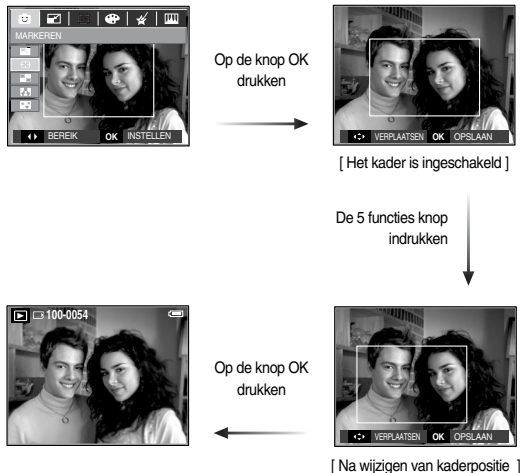 MARKEREN
BEREIK OK INSTELLEN
Op de knop OK
drukken
VERPLAATSEN OK OPSLAAN
[ Het kader is ingeschakeld ]
De 5 functies knop
indrukken
VERPLAATSEN OK OPSLAAN
[ Na wijzigen van kaderpositie ]
Op de knop OK
drukken
100-0054